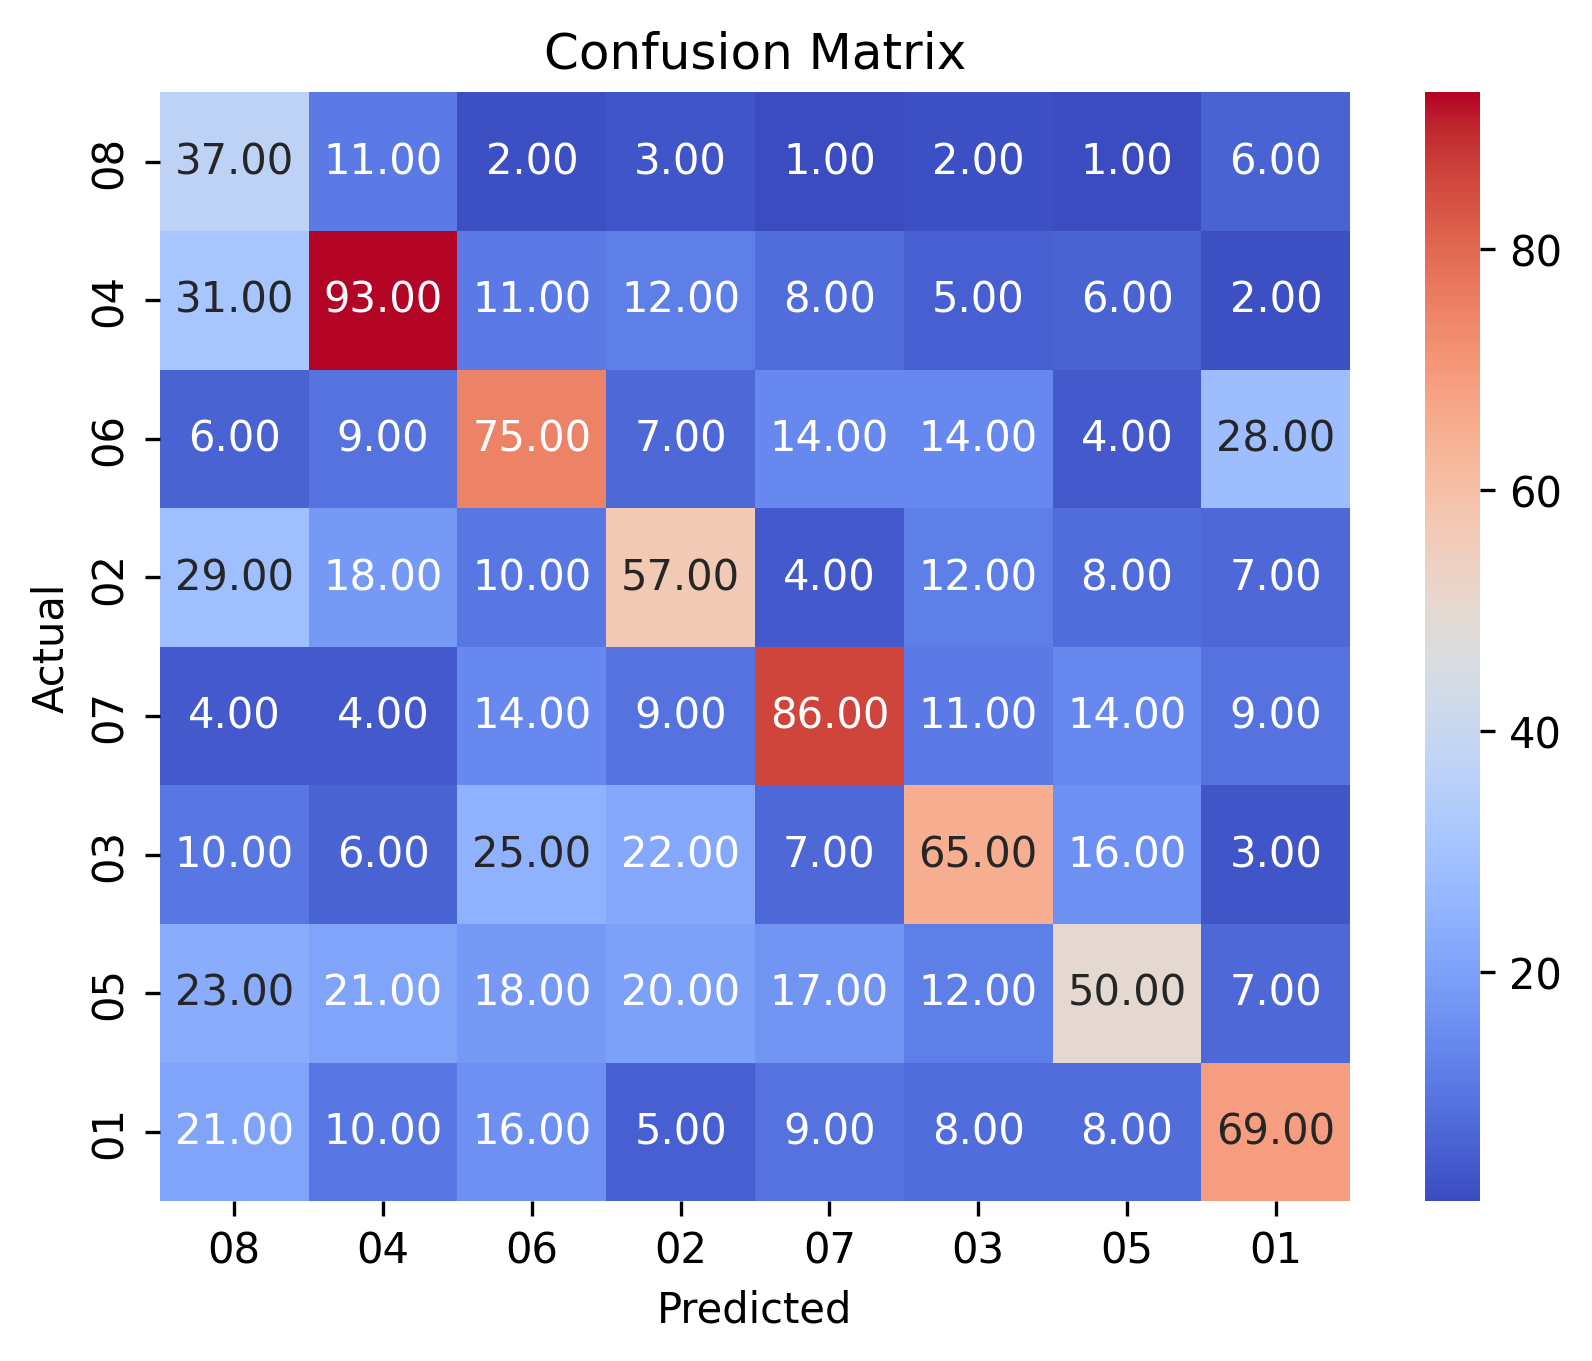 Confusion Matrix
08 37.00 11.00 2.00 3.00 1.00 2.00 1.00 6.00
04 31.00 93.00 11.00 12.00 8.00 5.00 6.00 2.00
06 6.00 9.00 75.00 7.00 14.00 14.00 4.00 28.00
02 29.00 18.00 10.00 57.00 4.00 12.00 8.00 7.00
07 4.00 4.00 14.00 9.00 86.00 11.00 14.00 9.00
03 10.00 6.00 25.00 22.00 7.00 65.00 16.00 3.00
05 23.00 21.00 18.00 20.00 17.00 12.00 50.00 7.00
01 21.00 10.00 16.00 5.00 9.00 8.00 8.00 69.00
08 04 06 02 07 03 05 01
Predicted
Actual
80
60
40
20